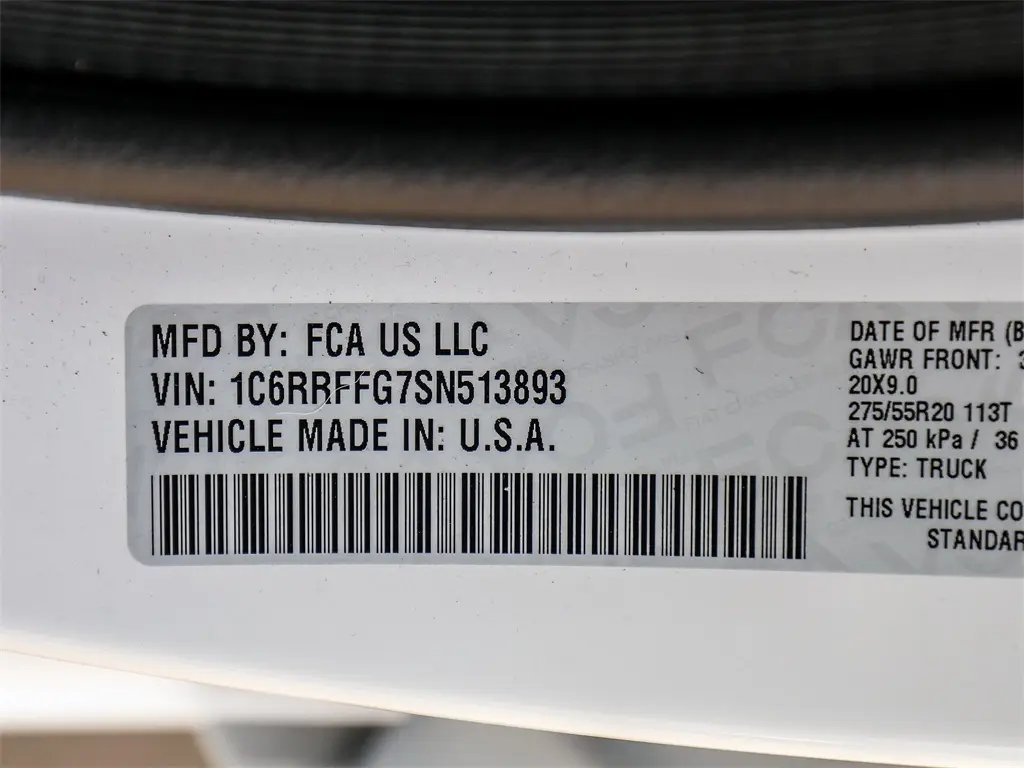 MFD BY: FCA US LLC
VIN: 1C6RRFFG7SN513893
VEHICLE MADE IN: U.S.A.
DATE OF MFR (B
GAWR FRONT: 3
20X9.0
275/55R20 113T
AT 250 kPa / 36
TYPE: TRUCK
THIS VEHICLE CO
STANDAR